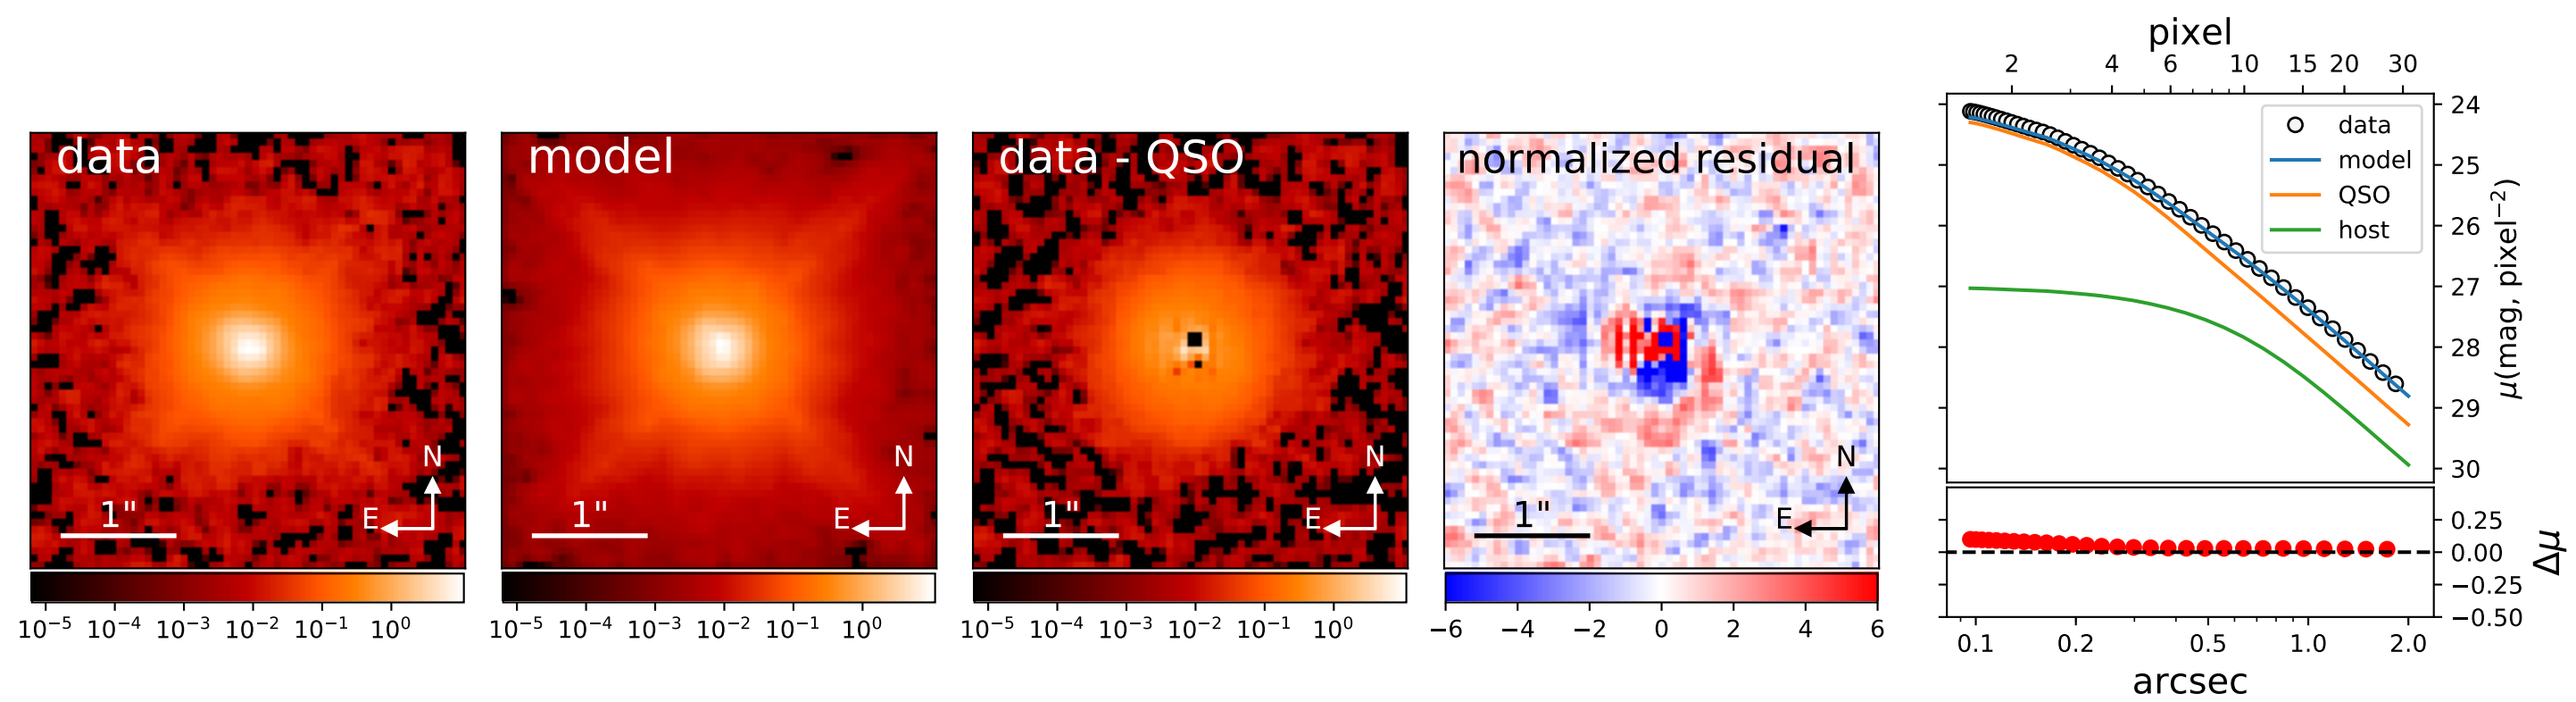 data
N
E
1"
10⁻⁵ 10⁻⁴ 10⁻³ 10⁻² 10⁻¹ 10⁰
model
N
E
1"
10⁻⁵ 10⁻⁴ 10⁻³ 10⁻² 10⁻¹ 10⁰
data - QSO
N
E
1"
10⁻⁵ 10⁻⁴ 10⁻³ 10⁻² 10⁻¹ 10⁰
normalized residual
N
E
1"
−6 −4 −2 0 2 4 6
pixel
2 4 6 10 15 20 30
data
model
QSO
host
24
25
26
27
28
29
30
μ(mag, pixel⁻²)
0.25
0.00
−0.25
−0.50
Δμ
0.1 0.2 0.5 1.0 2.0
arcsec